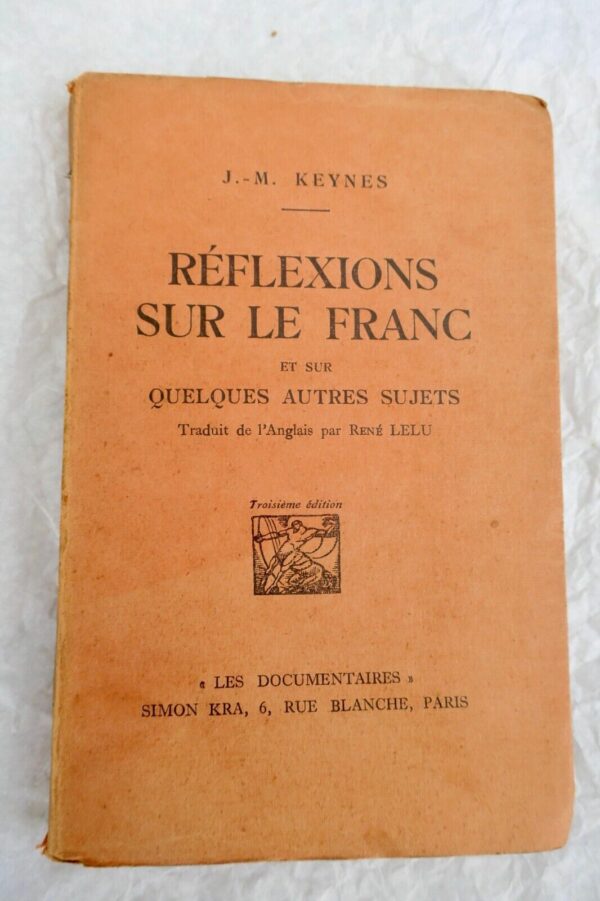 J.-M. KEYNES
RÉFLEXIONS
SUR LE FRANC
ET SUR
QUELQUES AUTRES SUJETS
Traduit de l'Anglais par RENÉ LELU
Troisième édition
« LES DOCUMENTAIRES »
SIMON KRA, 6, RUE BLANCHE, PARIS